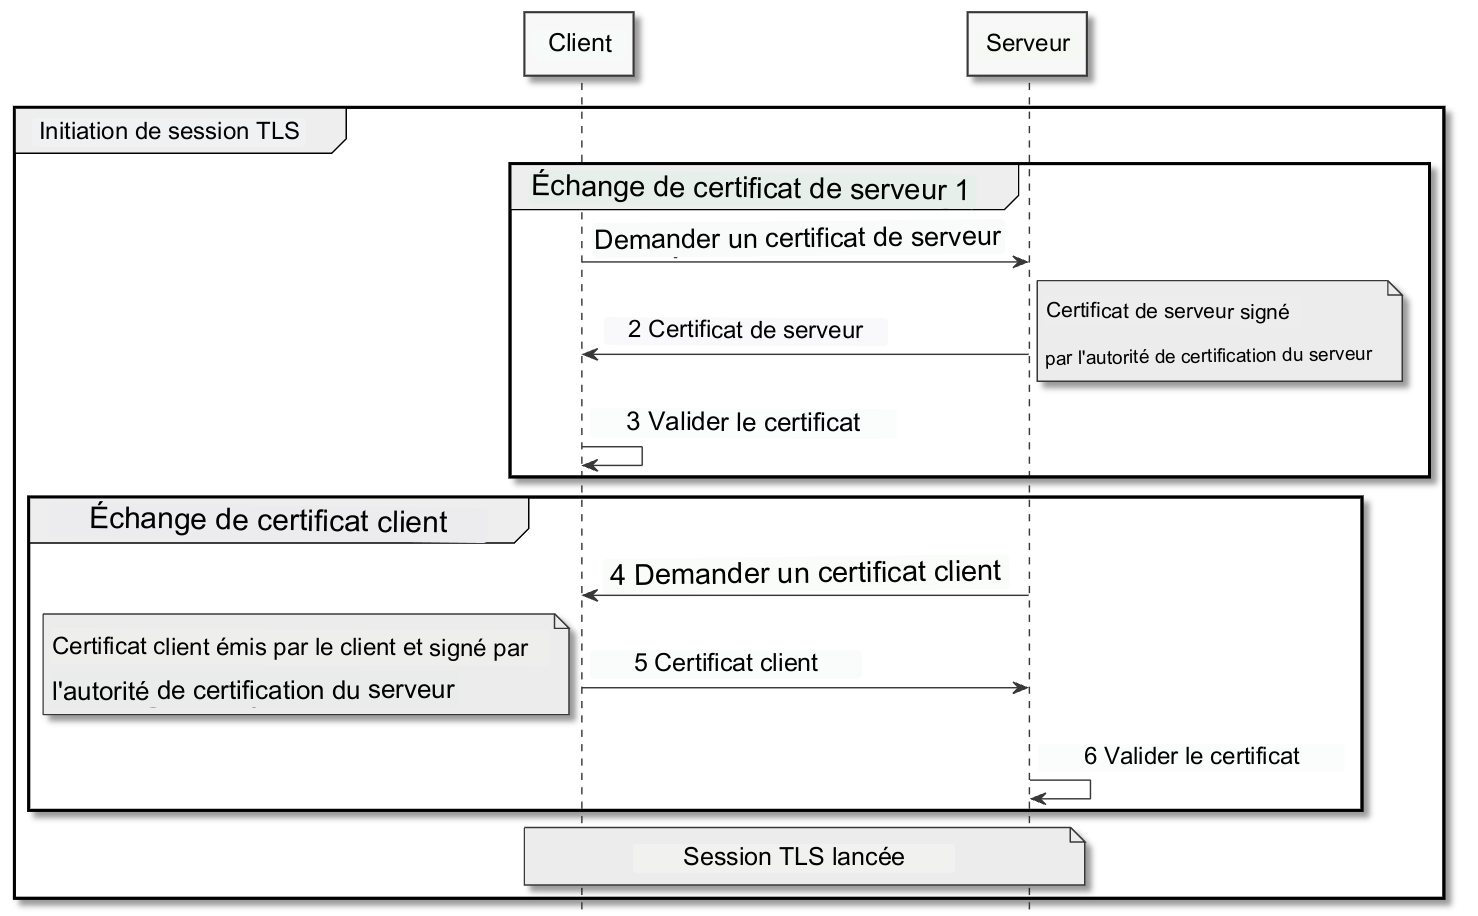 Client
Serveur
Initiation de session TLS
Échange de certificat de serveur 1
Demander un certificat de serveur
Certificat de serveur signé
par l'autorité de certification du serveur
2 Certificat de serveur
3 Valider le certificat
Échange de certificat client
4 Demander un certificat client
Certificat client émis par le client et signé par
l'autorité de certification du serveur
5 Certificat client
6 Valider le certificat
Session TLS lancée